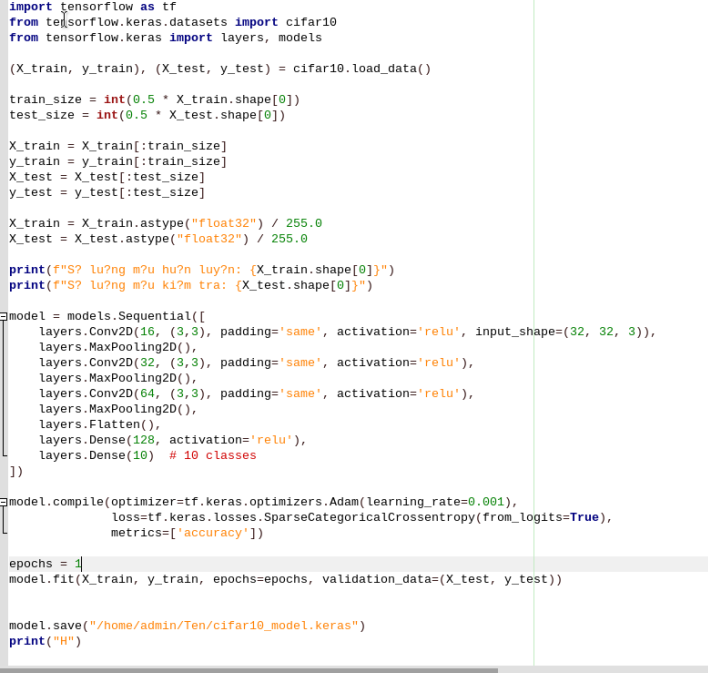 import tensorflow as tf
from tensorflow.keras.datasets import cifar10
from tensorflow.keras import layers, models
(X_train, y_train), (X_test, y_test) = cifar10.load_data()
train_size = int(0.5 * X_train.shape[0])
test_size = int(0.5 * X_test.shape[0])
X_train = X_train[:train_size]
y_train = y_train[:train_size]
X_test = X_test[:test_size]
y_test = y_test[:test_size]
X_train = X_train.astype("float32") / 255.0
X_test = X_test.astype("float32") / 255.0
print(f"S? lu?ng m?u hu?n luy?n: {X_train.shape[0]}")
print(f"S? lu?ng m?u ki?m tra: {X_test.shape[0]}")
model = models.Sequential([
    layers.Conv2D(16, (3,3), padding='same', activation='relu', input_shape=(32, 32, 3)),
    layers.MaxPooling2D(),
    layers.Conv2D(32, (3,3), padding='same', activation='relu'),
    layers.MaxPooling2D(),
    layers.Conv2D(64, (3,3), padding='same', activation='relu'),
    layers.MaxPooling2D(),
    layers.Flatten(),
    layers.Dense(128, activation='relu'),
    layers.Dense(10)  # 10 classes
])
model.compile(optimizer=tf.keras.optimizers.Adam(learning_rate=0.001),
              loss=tf.keras.losses.SparseCategoricalCrossentropy(from_logits=True),
              metrics=['accuracy'])
epochs = 1
model.fit(X_train, y_train, epochs=epochs, validation_data=(X_test, y_test))
model.save("/home/admin/Ten/cifar10_model.keras")
print("H")